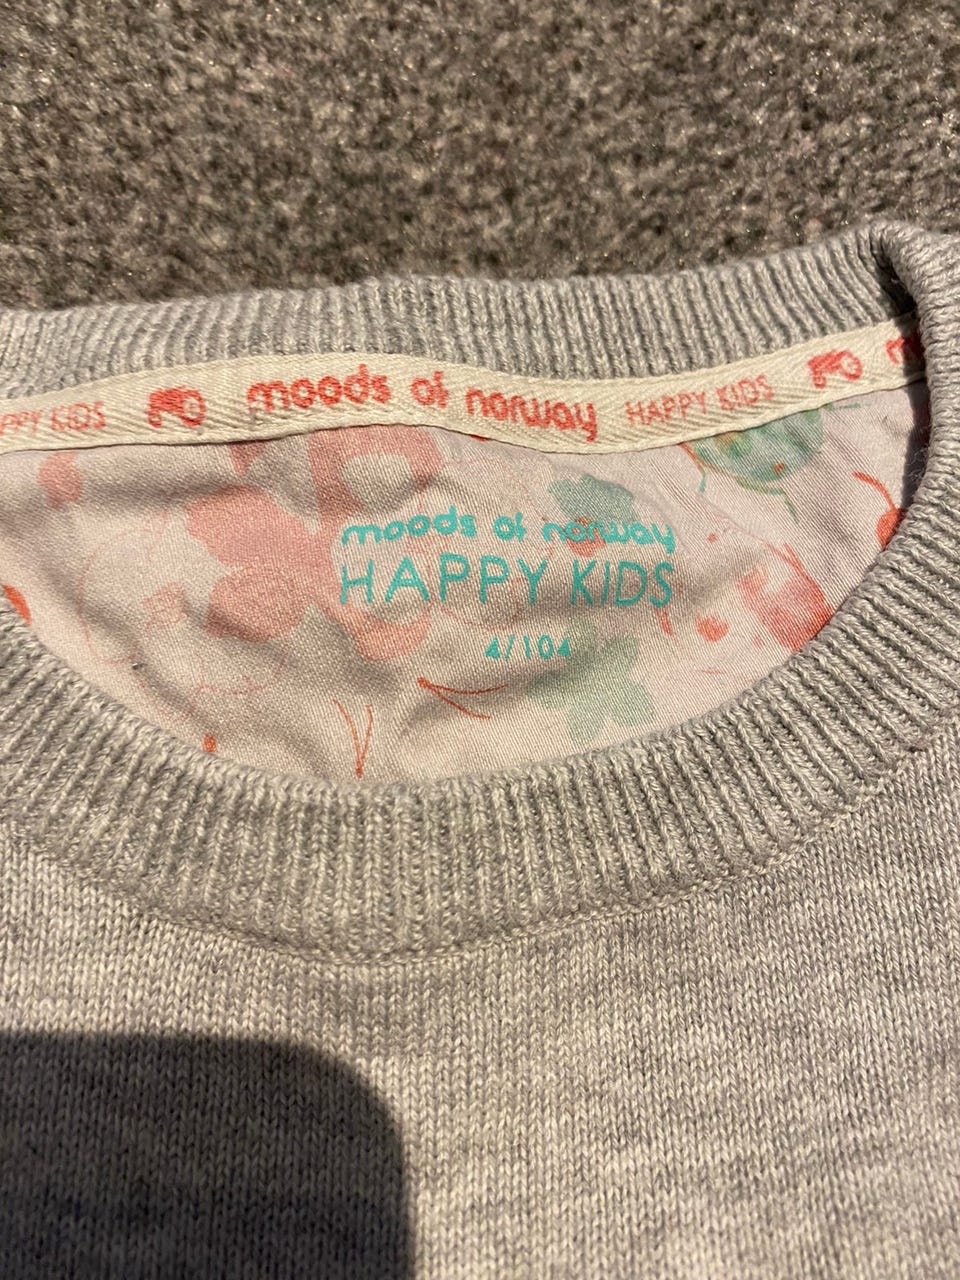 HAPPY KIDS moods of norway HAPPY KIDS m
moods of norway
HAPPY KIDS
4/104